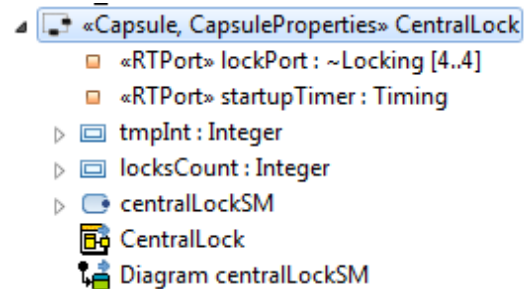 «Capsule, CapsuleProperties» CentralLock
«RTPort» lockPort : ~Locking [4..4]
«RTPort» startupTimer : Timing
tmpInt : Integer
locksCount : Integer
centralLockSM
CentralLock
Diagram centralLockSM